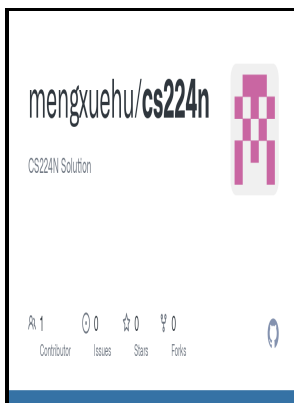 mengxuehu/cs224n
CS224N Solution
1 0 0 0
Contributor Issues Stars Forks